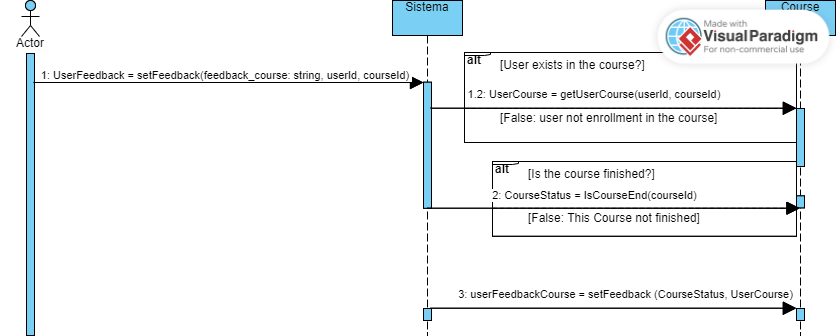 Sistema
Course
Made with
VisualParadigm
For non-commercial use
Actor
alt
[User exists in the course?]
1: UserFeedback = setFeedback(feedback_course: string, userId, courseId)
1.2: UserCourse = getUserCourse(userId, courseId)
[False: user not enrollment in the course]
alt
[Is the course finished?]
2: CourseStatus = IsCourseEnd(courseId)
[False: This Course not finished]
3: userFeedbackCourse = setFeedback (CourseStatus, UserCourse)